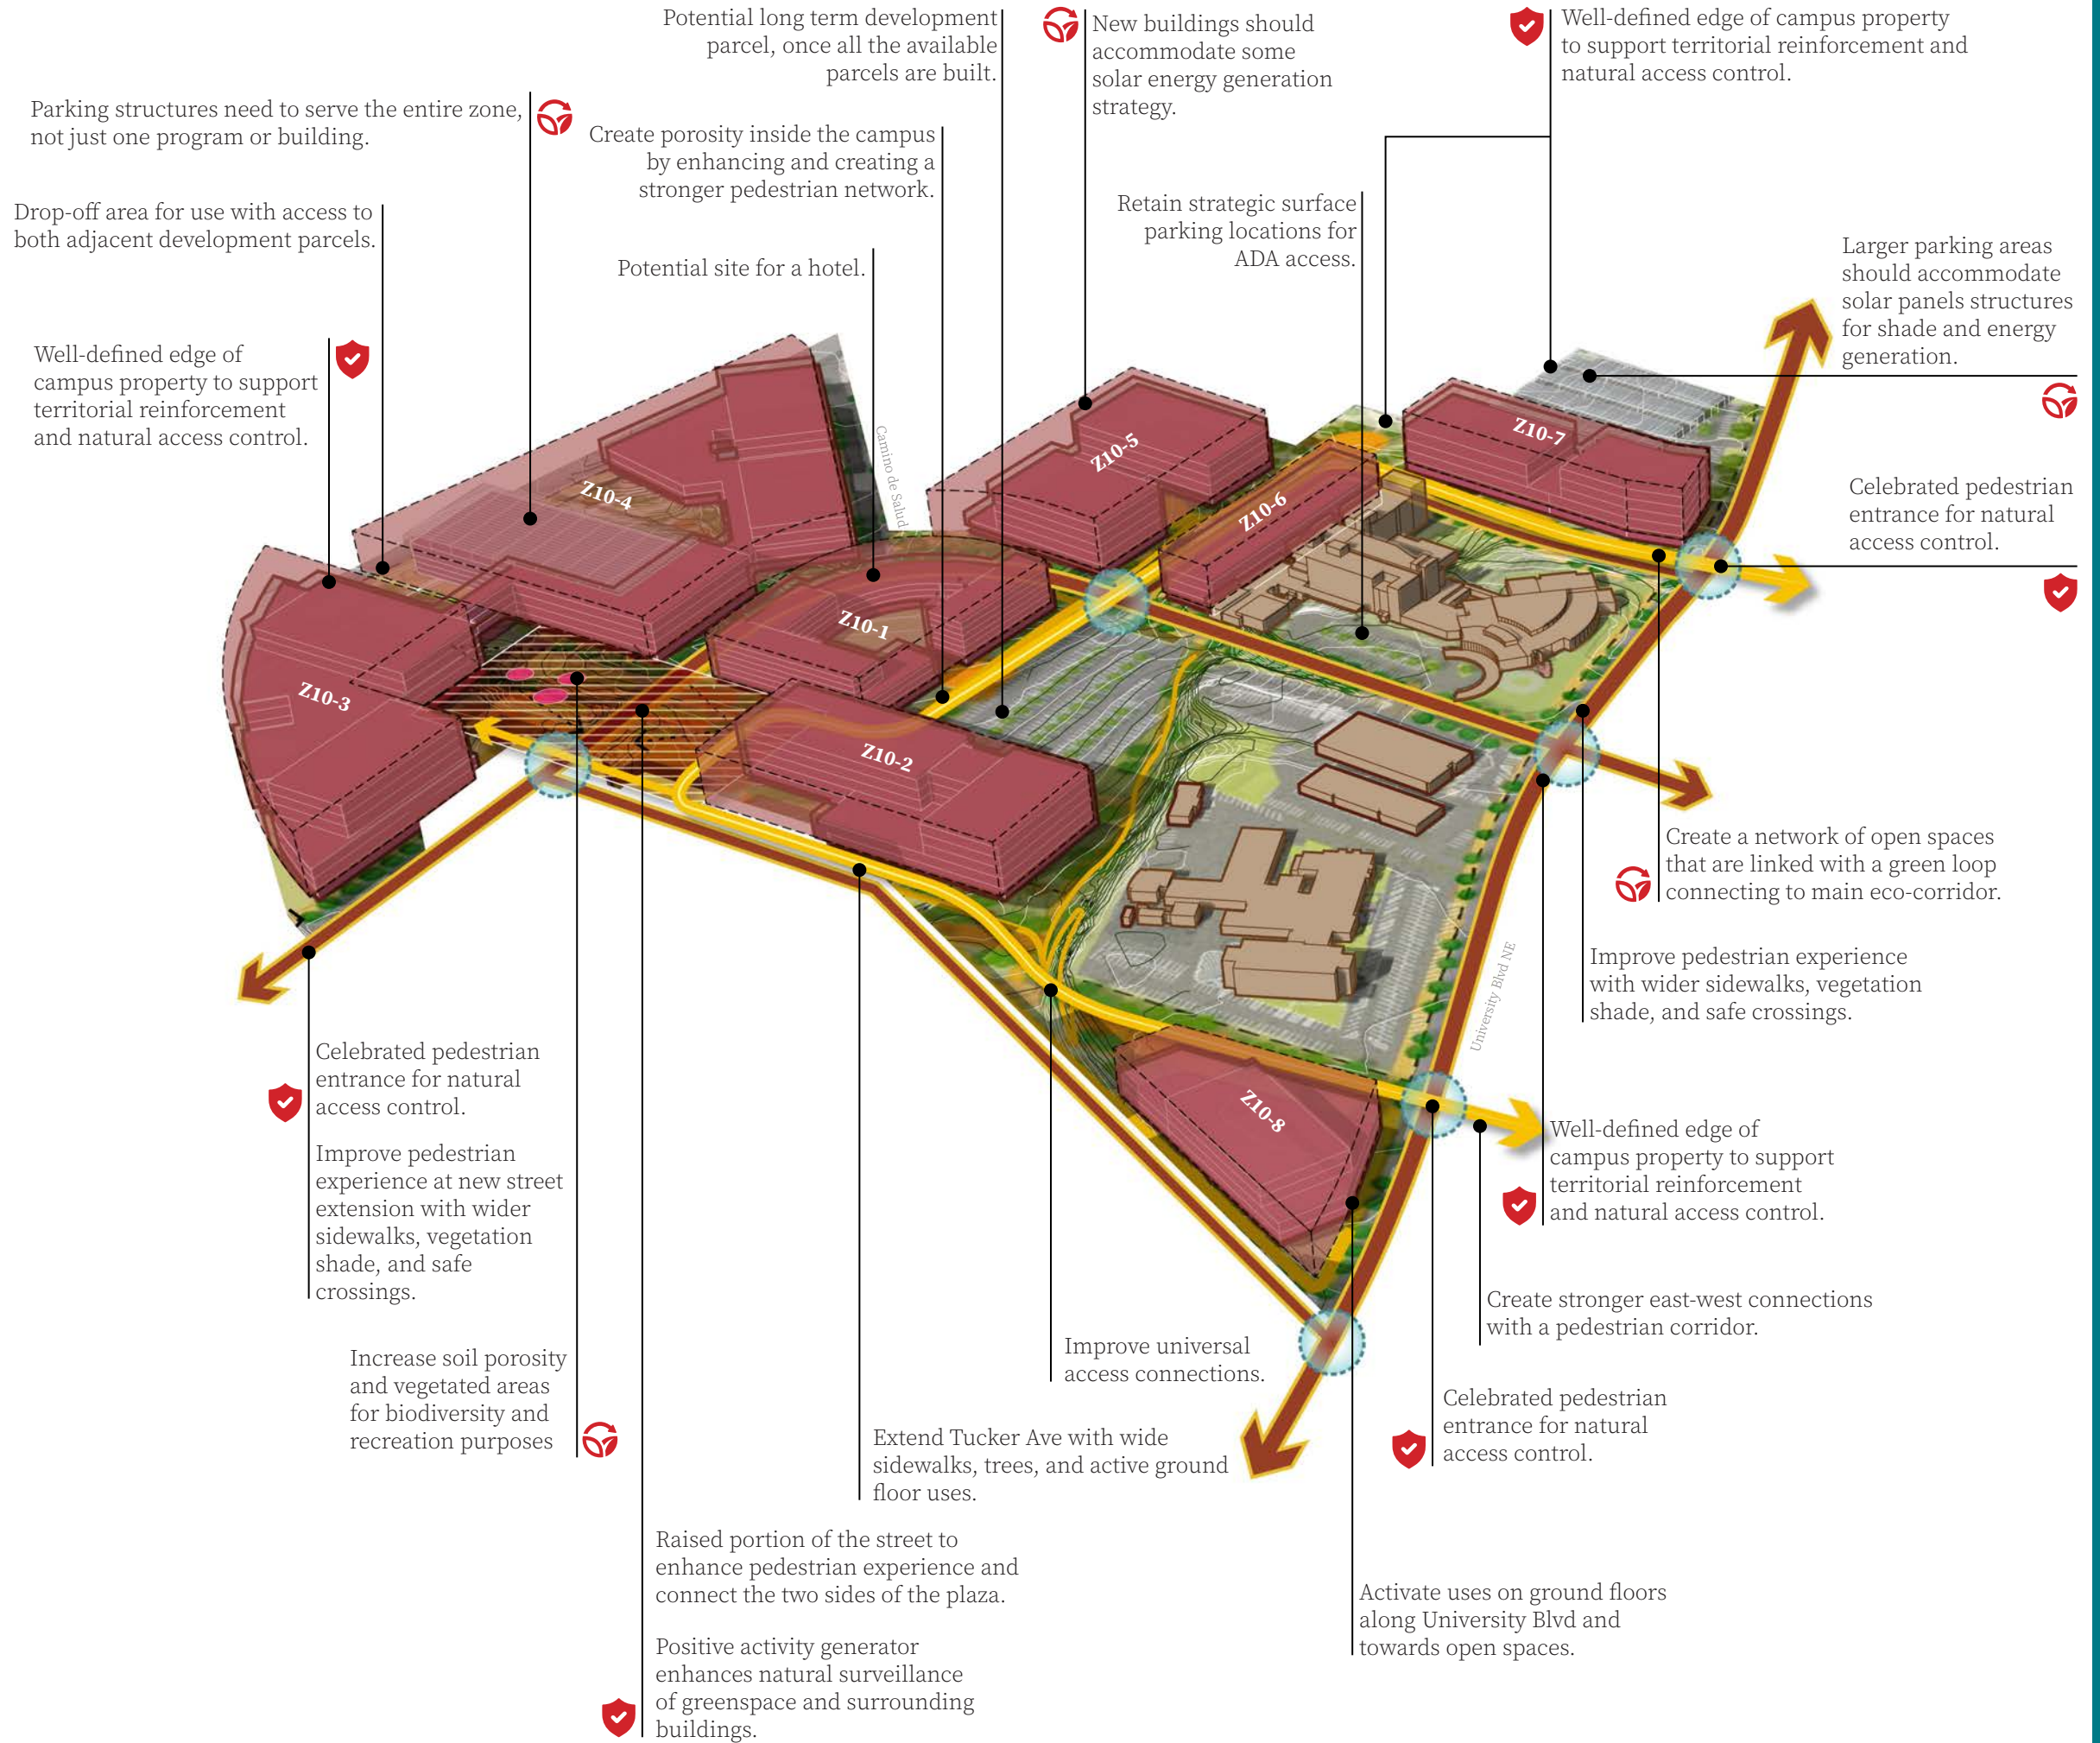 Potential long term development
parcel, once all the available
parcels are built.
New buildings should
accommodate some
solar energy generation
strategy.
Well-defined edge of campus property
to support territorial reinforcement and
natural access control.
Parking structures need to serve the entire zone,
not just one program or building.
Create porosity inside the campus
by enhancing and creating a
stronger pedestrian network.
Drop-off area for use with access to
both adjacent development parcels.
Retain strategic surface
parking locations for
ADA access.
Potential site for a hotel.
Larger parking areas
should accommodate
solar panels structures
for shade and energy
generation.
Well-defined edge of
campus property to support
territorial reinforcement
and natural access control.
Celebrated pedestrian
entrance for natural
access control.
Camino de Salud
Z10-7
Z10-5
Z10-4
Z10-6
Z10-1
Z10-3
Z10-2
Z10-8
University Blvd NE
Create a network of open spaces
that are linked with a green loop
connecting to main eco-corridor.
Improve pedestrian experience
with wider sidewalks, vegetation
shade, and safe crossings.
Celebrated pedestrian
entrance for natural
access control.
Improve pedestrian
experience at new street
extension with wider
sidewalks, vegetation
shade, and safe
crossings.
Well-defined edge of
campus property to support
territorial reinforcement
and natural access control.
Create stronger east-west connections
with a pedestrian corridor.
Improve universal
access connections.
Increase soil porosity
and vegetated areas
for biodiversity and
recreation purposes
Celebrated pedestrian
entrance for natural
access control.
Extend Tucker Ave with wide
sidewalks, trees, and active ground
floor uses.
Raised portion of the street to
enhance pedestrian experience and
connect the two sides of the plaza.
Activate uses on ground floors
along University Blvd and
towards open spaces.
Positive activity generator
enhances natural surveillance
of greenspace and surrounding
buildings.